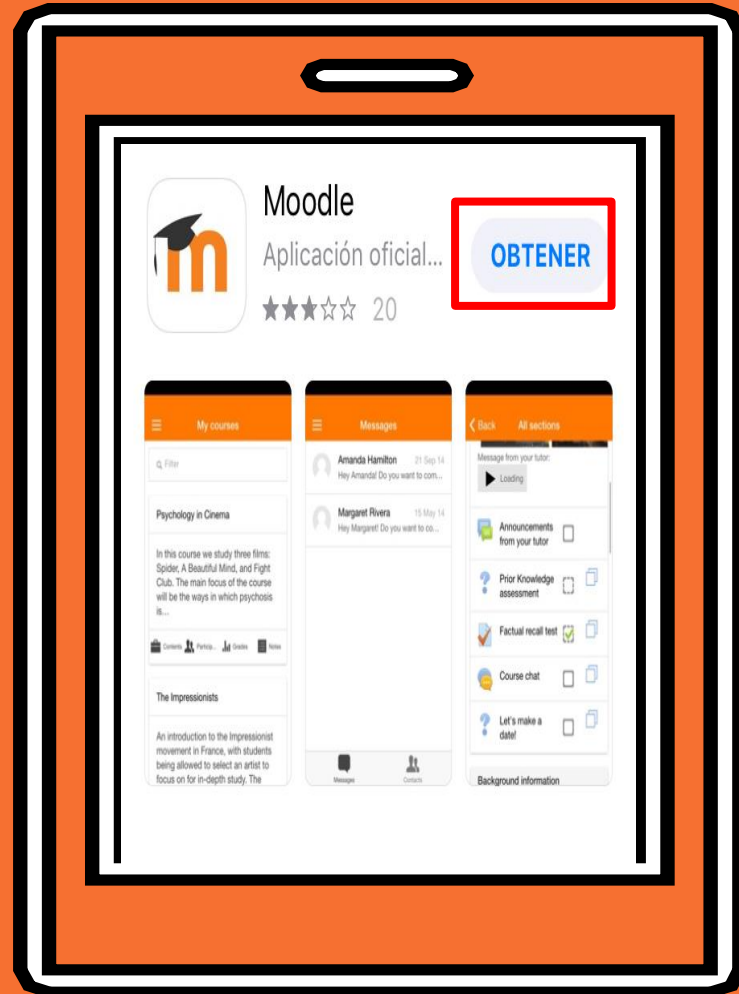 m
Moodle
Aplicación oficial...
OBTENER
20
My courses
Filter
Psychology in Cinema
In this course we study three films:
Spider, A Beautiful Mind, and Fight
Club. The main focus of the course
will be the ways in which psychosis
is....
Contents Particip... Grades Notes
The Impressionists
An introduction to the Impressionist
movement in France, with students
being allowed to select an artist to
focus on for in-depth study. The
Messages
Amanda Hamilton 21 Sep 14
Hey Amanda! Do you want to com...
Margaret Rivera 15 May 14
Hey Margaret! Do you want to co...
Messages Contacts
Back All sections
Message from your tutor:
Loading
Announcements
from your tutor
Prior Knowledge
assessment
Factual recall test
Course chat
Let's make a
date!
Background information